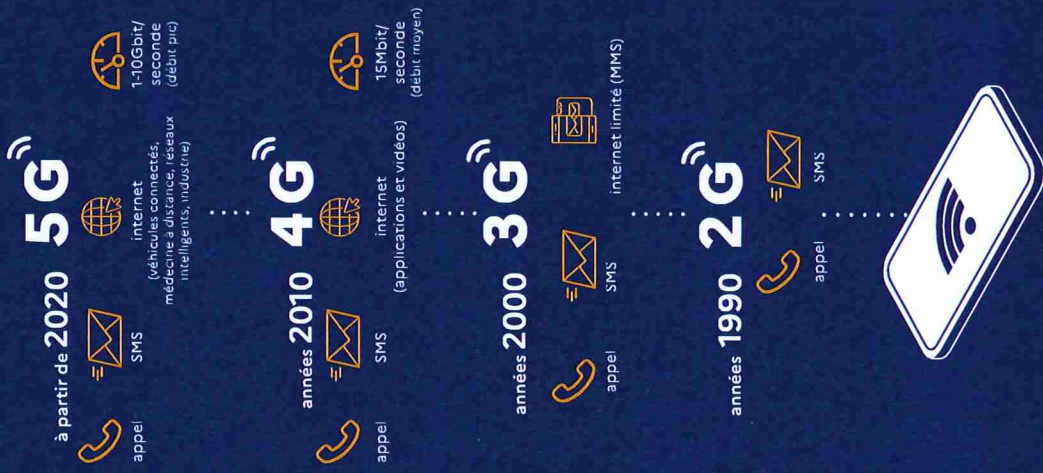 à partir de 2020 5G
appel
SMS
internet
(véhicules connectés,
médecine à distance, réseaux
intelligents, industrie)
1-10Gbit/
seconde
(débit pic)
années 2010 4G
appel
SMS
internet
(applications et vidéos)
15Mbit/
seconde
(débit moyen)
années 2000 3G
appel
SMS
internet limité (MMS)
années 1990 2G
appel
SMS